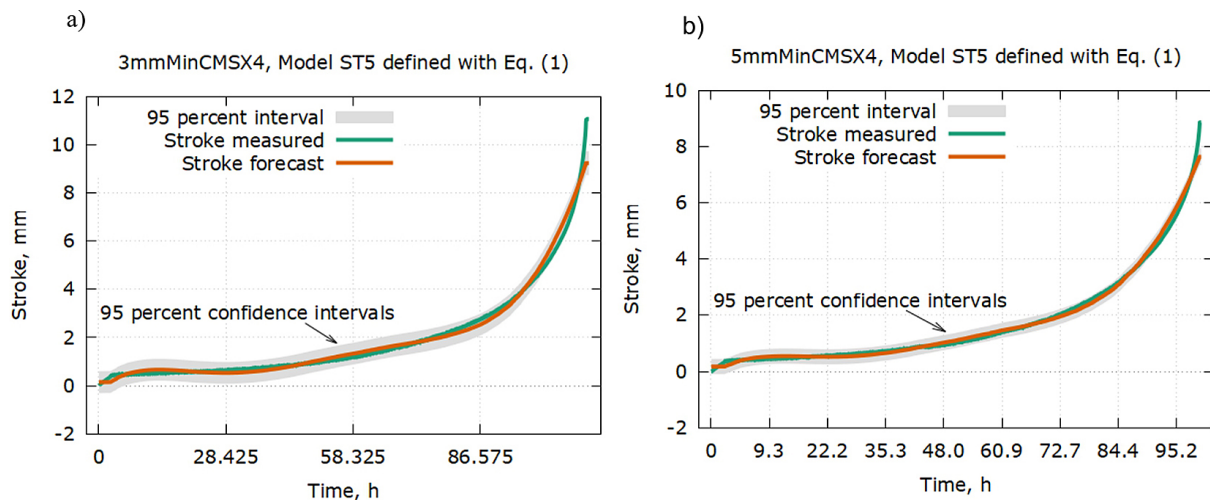 a)
3mmMinCMSX4, Model ST5 defined with Eq. (1)
12
10
8
6
4
2
0
-2
Stroke, mm
95 percent interval
Stroke measured
Stroke forecast
95 percent confidence intervals
0 28.425 58.325 86.575
Time, h
b)
5mmMinCMSX4, Model ST5 defined with Eq. (1)
10
8
6
4
2
0
-2
Stroke, mm
95 percent interval
Stroke measured
Stroke forecast
95 percent confidence intervals
0 9.3 22.2 35.3 48.0 60.9 72.7 84.4 95.2
Time, h